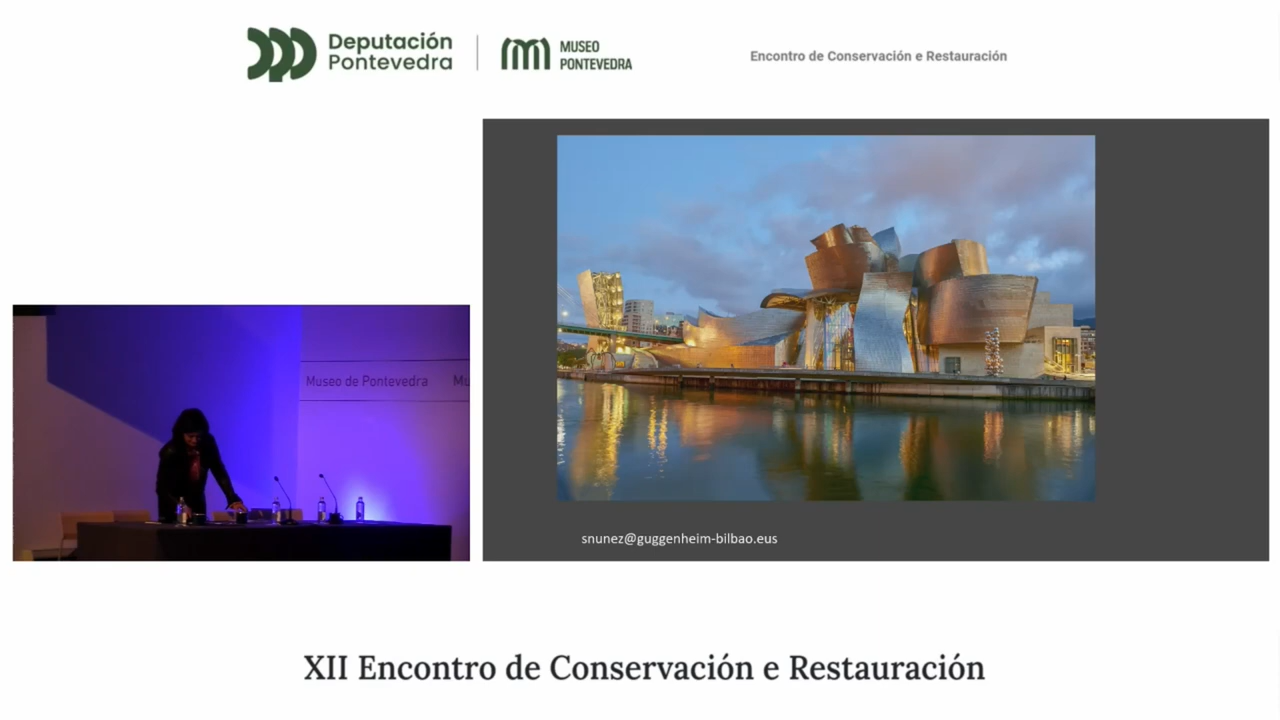 Deputación
Pontevedra
MUSEO
PONTEVEDRA
Encontro de Conservación e Restauración
Museo de Pontevedra
Mu
snunez@guggenheim-bilbao.eus
XII Encontro de Conservación e Restauración